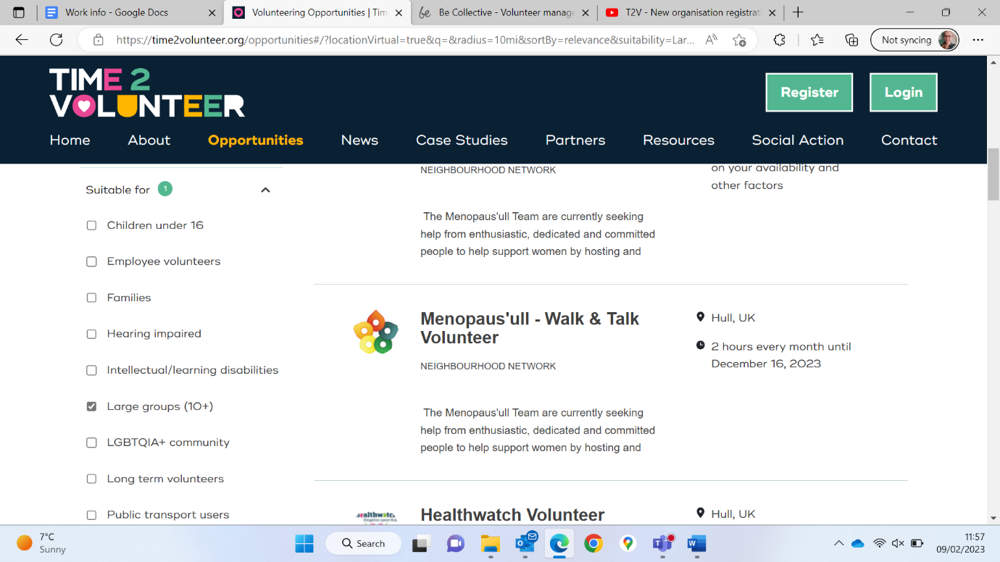 Work info - Google Docs
Volunteering Opportunities | Tim
Be Collective - Volunteer manage
T2V - New organisation registrati
https://time2volunteer.org/opportunities#/?locationVirtual=true&q=&radius=10mi&sortBy=relevance&suitability=Lar...
Not syncing
TIME 2
VOLUNTEER
Register
Login
Home
About
Opportunities
News
Case Studies
Partners
Resources
Social Action
Contact
Suitable for 1
Children under 16
Employee volunteers
Families
Hearing impaired
Intellectual/learning disabilities
Large groups (10+)
LGBTQIA+ community
Long term volunteers
Public transport users
NEIGHBOURHOOD NETWORK
on your availability and
other factors
The Menopaus'ull Team are currently seeking
help from enthusiastic, dedicated and committed
people to help support women by hosting and
Menopaus'ull - Walk & Talk
Volunteer
NEIGHBOURHOOD NETWORK
Hull, UK
2 hours every month until
December 16, 2023
The Menopaus'ull Team are currently seeking
help from enthusiastic, dedicated and committed
people to help support women by hosting and
healthwatch
Healthwatch Volunteer
Hull, UK
7°C
Sunny
Search
11:57
09/02/2023